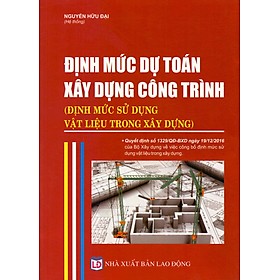 NGUYỄN HỮU ĐẠI
(Hệ thống)
ĐỊNH MỨC DỰ TOÁN
XÂY DỰNG CÔNG TRÌNH
(ĐỊNH MỨC SỬ DỤNG
VẬT LIỆU TRONG XÂY DỰNG)
• Quyết định số 1329/QĐ-BXD ngày 19/12/2016
của Bộ Xây dựng về việc công bố định mức sử
dụng vật liệu trong xây dựng.
NHÀ XUẤT BẢN LAO ĐỘNG